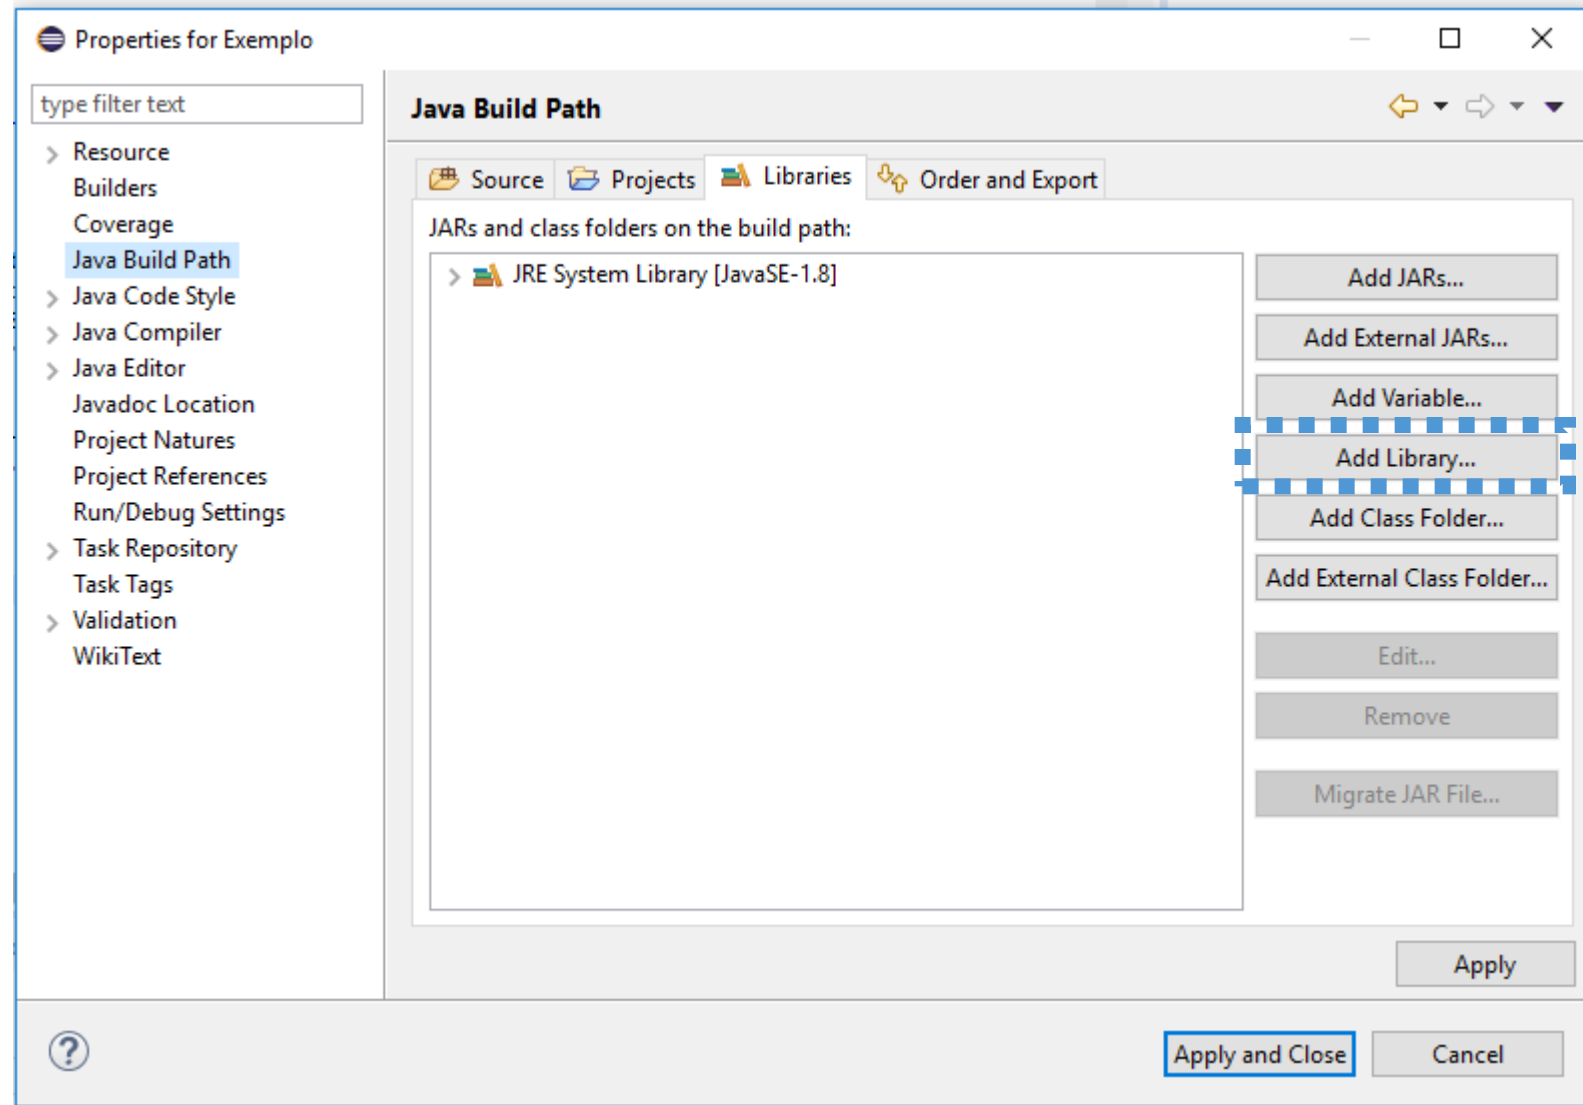 Properties for Exemplo
type filter text
Resource
Builders
Coverage
Java Build Path
Java Code Style
Java Compiler
Java Editor
Javadoc Location
Project Natures
Project References
Run/Debug Settings
Task Repository
Task Tags
Validation
WikiText
Java Build Path
Source Projects Libraries Order and Export
JARs and class folders on the build path:
JRE System Library [JavaSE-1.8]
Add JARs...
Add External JARs...
Add Variable...
Add Library...
Add Class Folder...
Add External Class Folder...
Edit...
Remove
Migrate JAR File...
Apply
?
Apply and Close Cancel